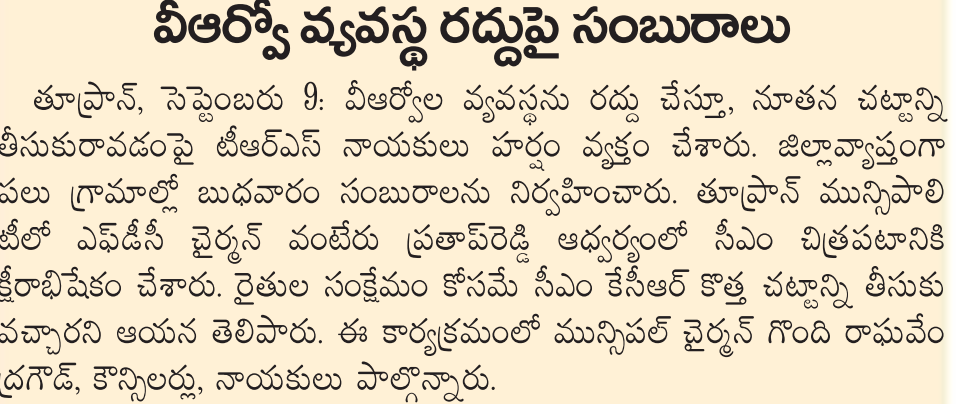 వీఆర్వో వ్యవస్థ రద్దుపై సంబురాలు
తూప్రాన్, సెప్టెంబరు 9: వీఆర్వోల వ్యవస్థను రద్దు చేస్తూ, నూతన చట్టాన్ని
తీసుకురావడంపై టీఆర్ఎస్ నాయకులు హర్షం వ్యక్తం చేశారు. జిల్లావ్యాప్తంగా
పలు గ్రామాల్లో బుధవారం సంబురాలను నిర్వహించారు. తూప్రాన్ మున్సిపాలి
టీలో ఎఫ్‌డీసీ చైర్మన్ వంటేరు ప్రతాప్‌రెడ్డి ఆధ్వర్యంలో సీఎం చిత్రపటానికి
క్షీరాభిషేకం చేశారు. రైతుల సంక్షేమం కోసమే సీఎం కేసీఆర్ కొత్త చట్టాన్ని తీసుకు
వచ్చారని ఆయన తెలిపారు. ఈ కార్యక్రమంలో మున్సిపల్ చైర్మన్ గొంది రాఘవేం
ద్రగౌడ్, కౌన్సిలర్లు, నాయకులు పాల్గొన్నారు.